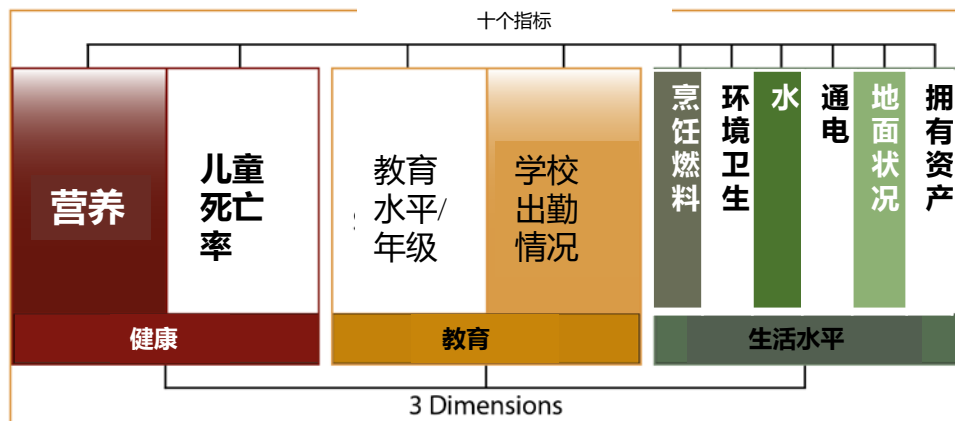 十个指标
营养
儿童
死亡
率
教育
水平/
年级
学校
出勤
情况
烹饪燃料
环境卫生
水
通电
地面状况
拥有资产
健康
教育
生活水平
3 Dimensions